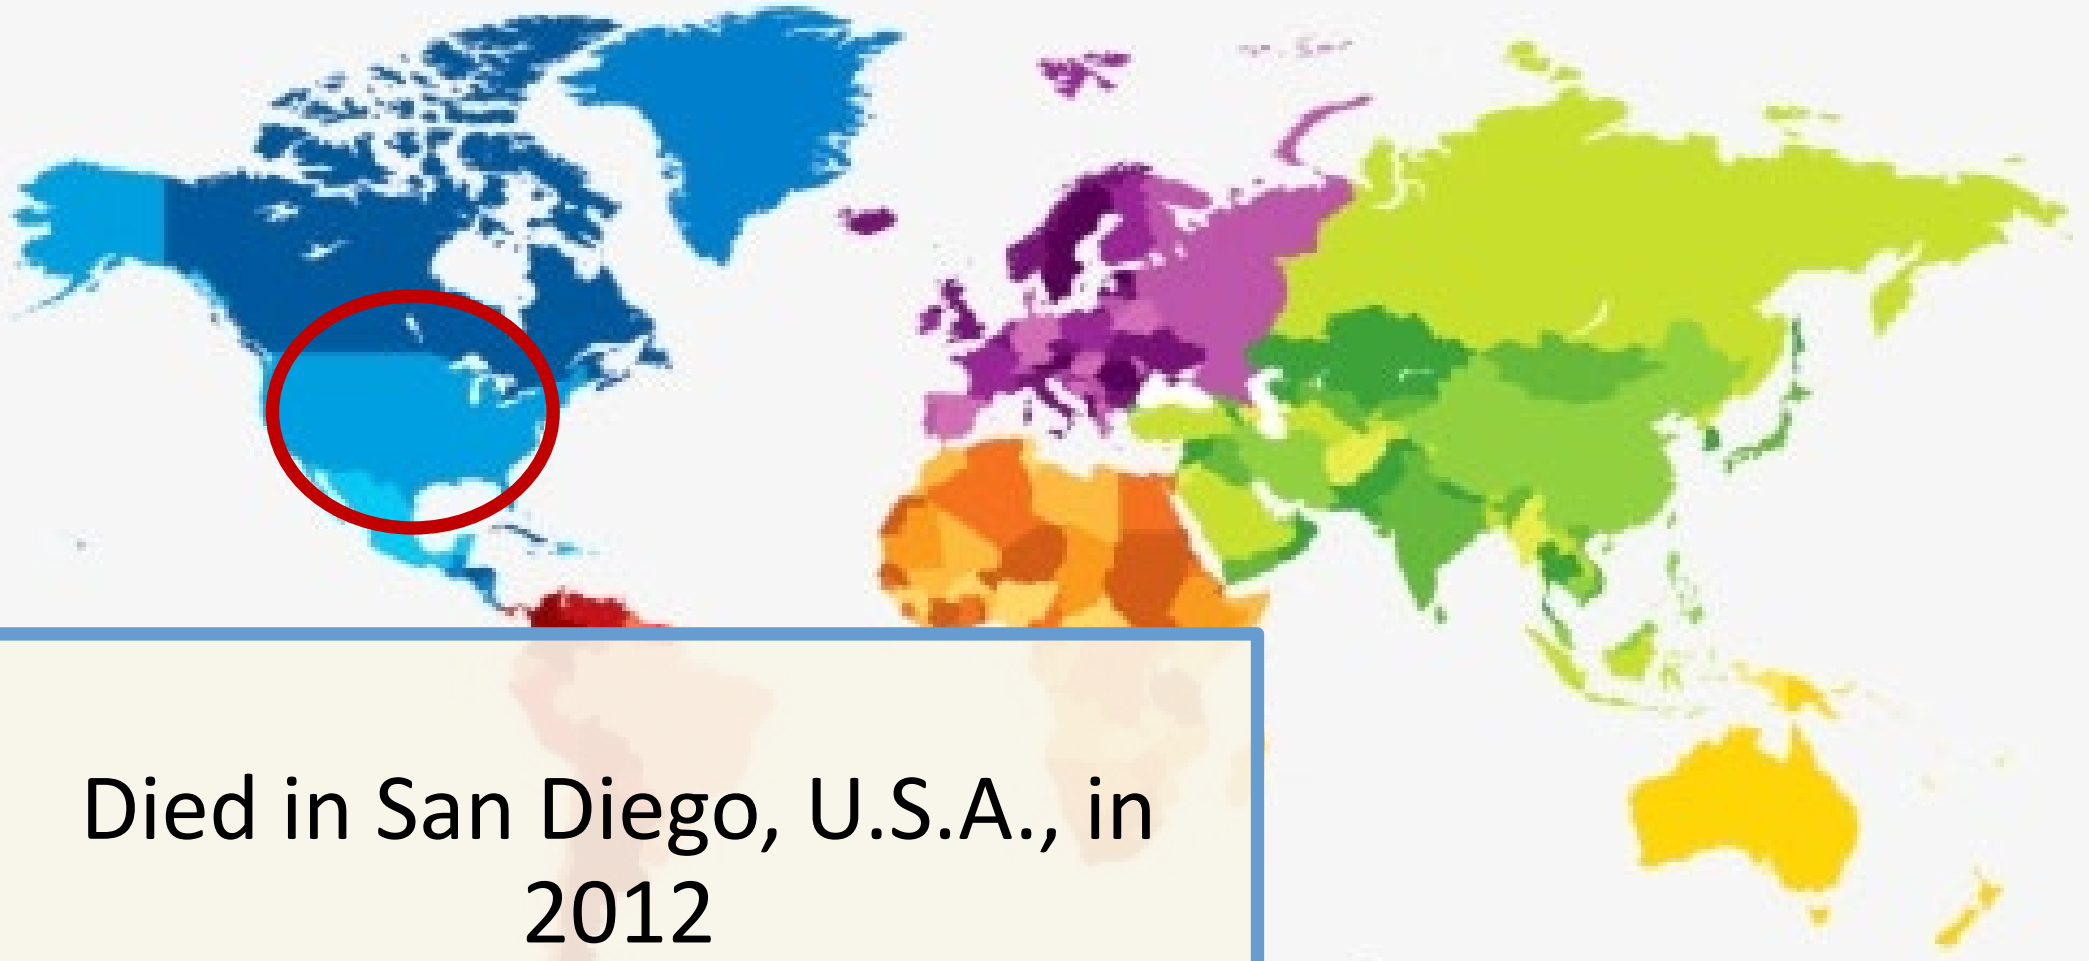 Died in San Diego, U.S.A., in
2012